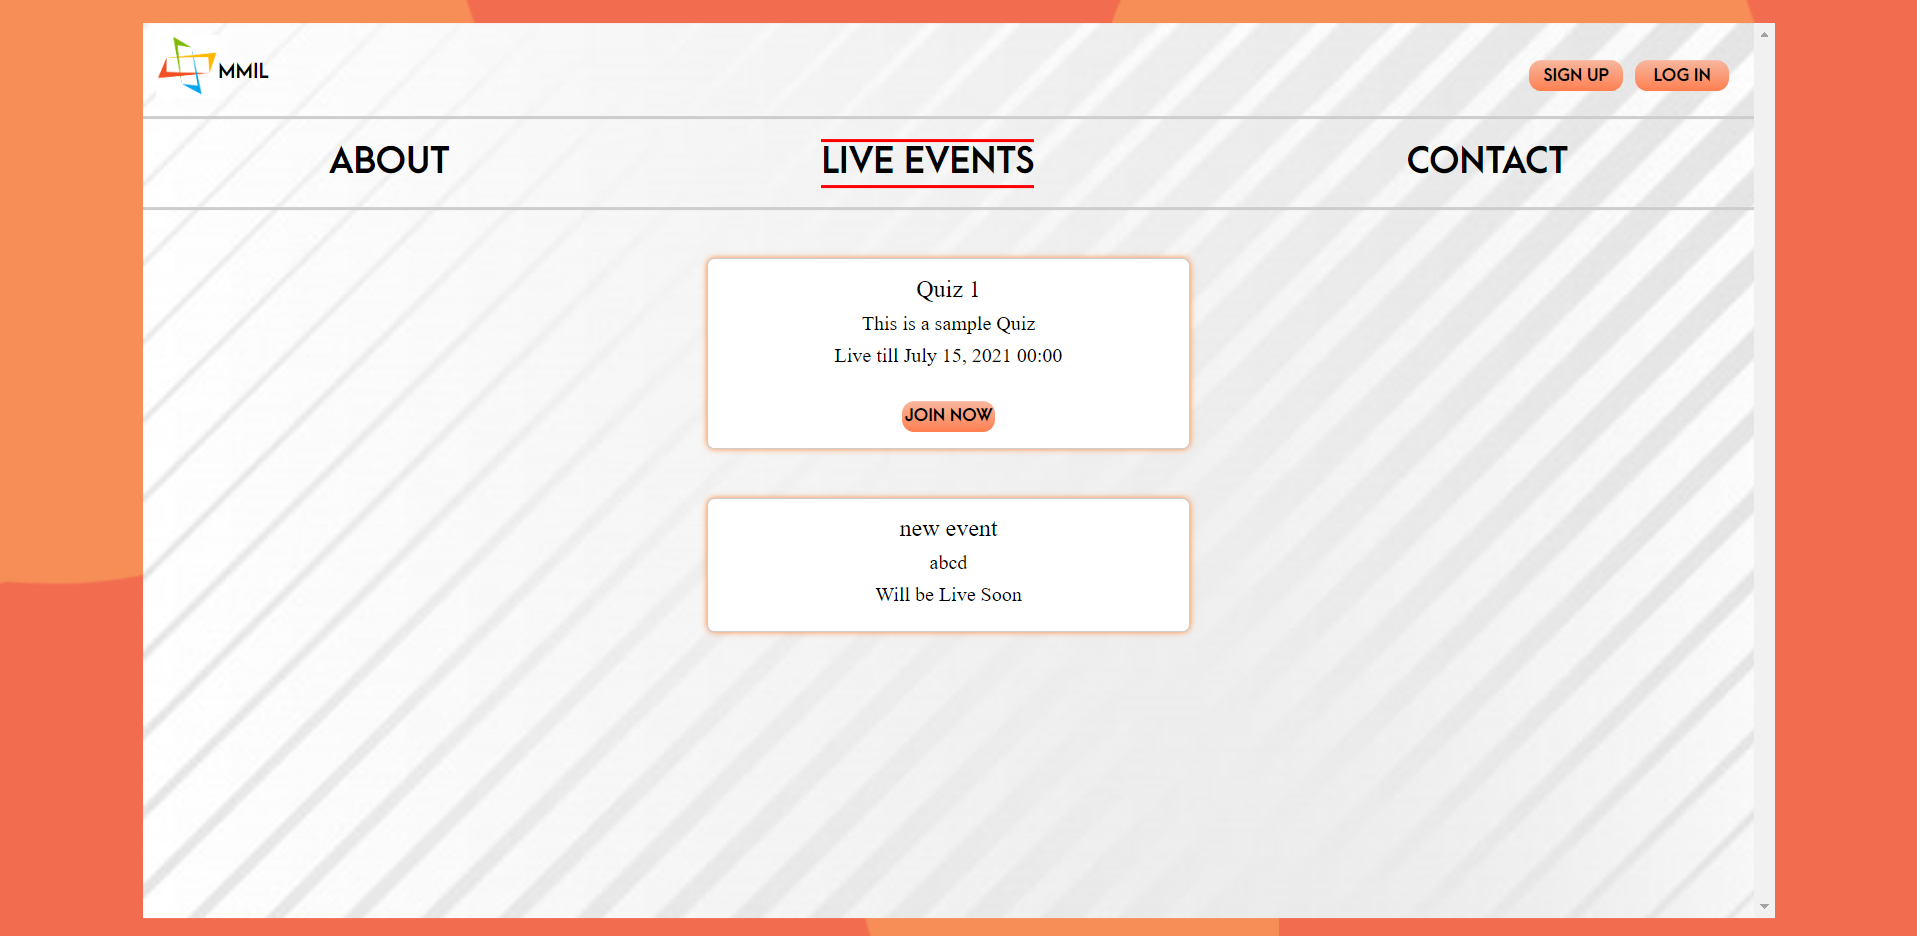 MMIL
SIGN UP
LOG IN
ABOUT
LIVE EVENTS
CONTACT
Quiz 1
This is a sample Quiz
Live till July 15, 2021 00:00
JOIN NOW
new event
abcd
Will be Live Soon